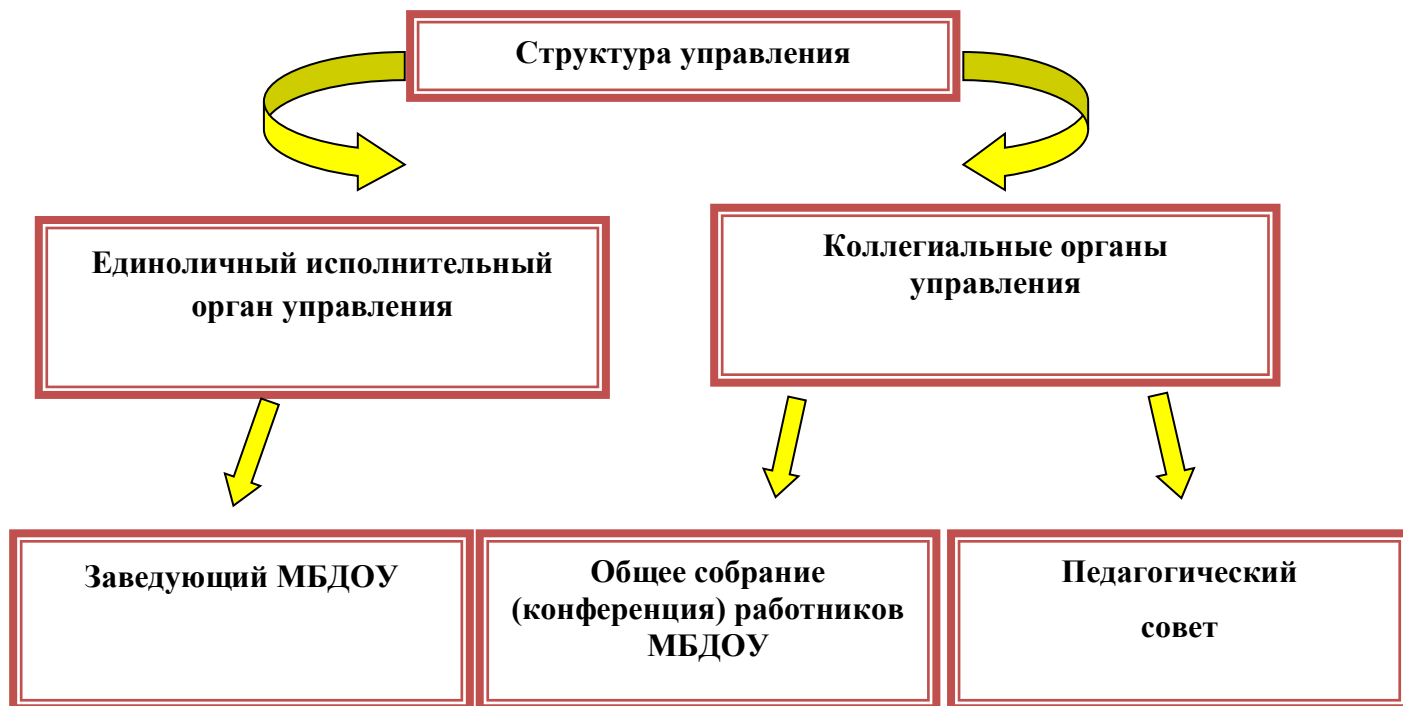 Структура управления
Единоличный исполнительный
орган управления
Коллегиальные органы
управления
Заведующий МБДОУ
Общее собрание
(конференция) работников
МБДОУ
Педагогический
совет